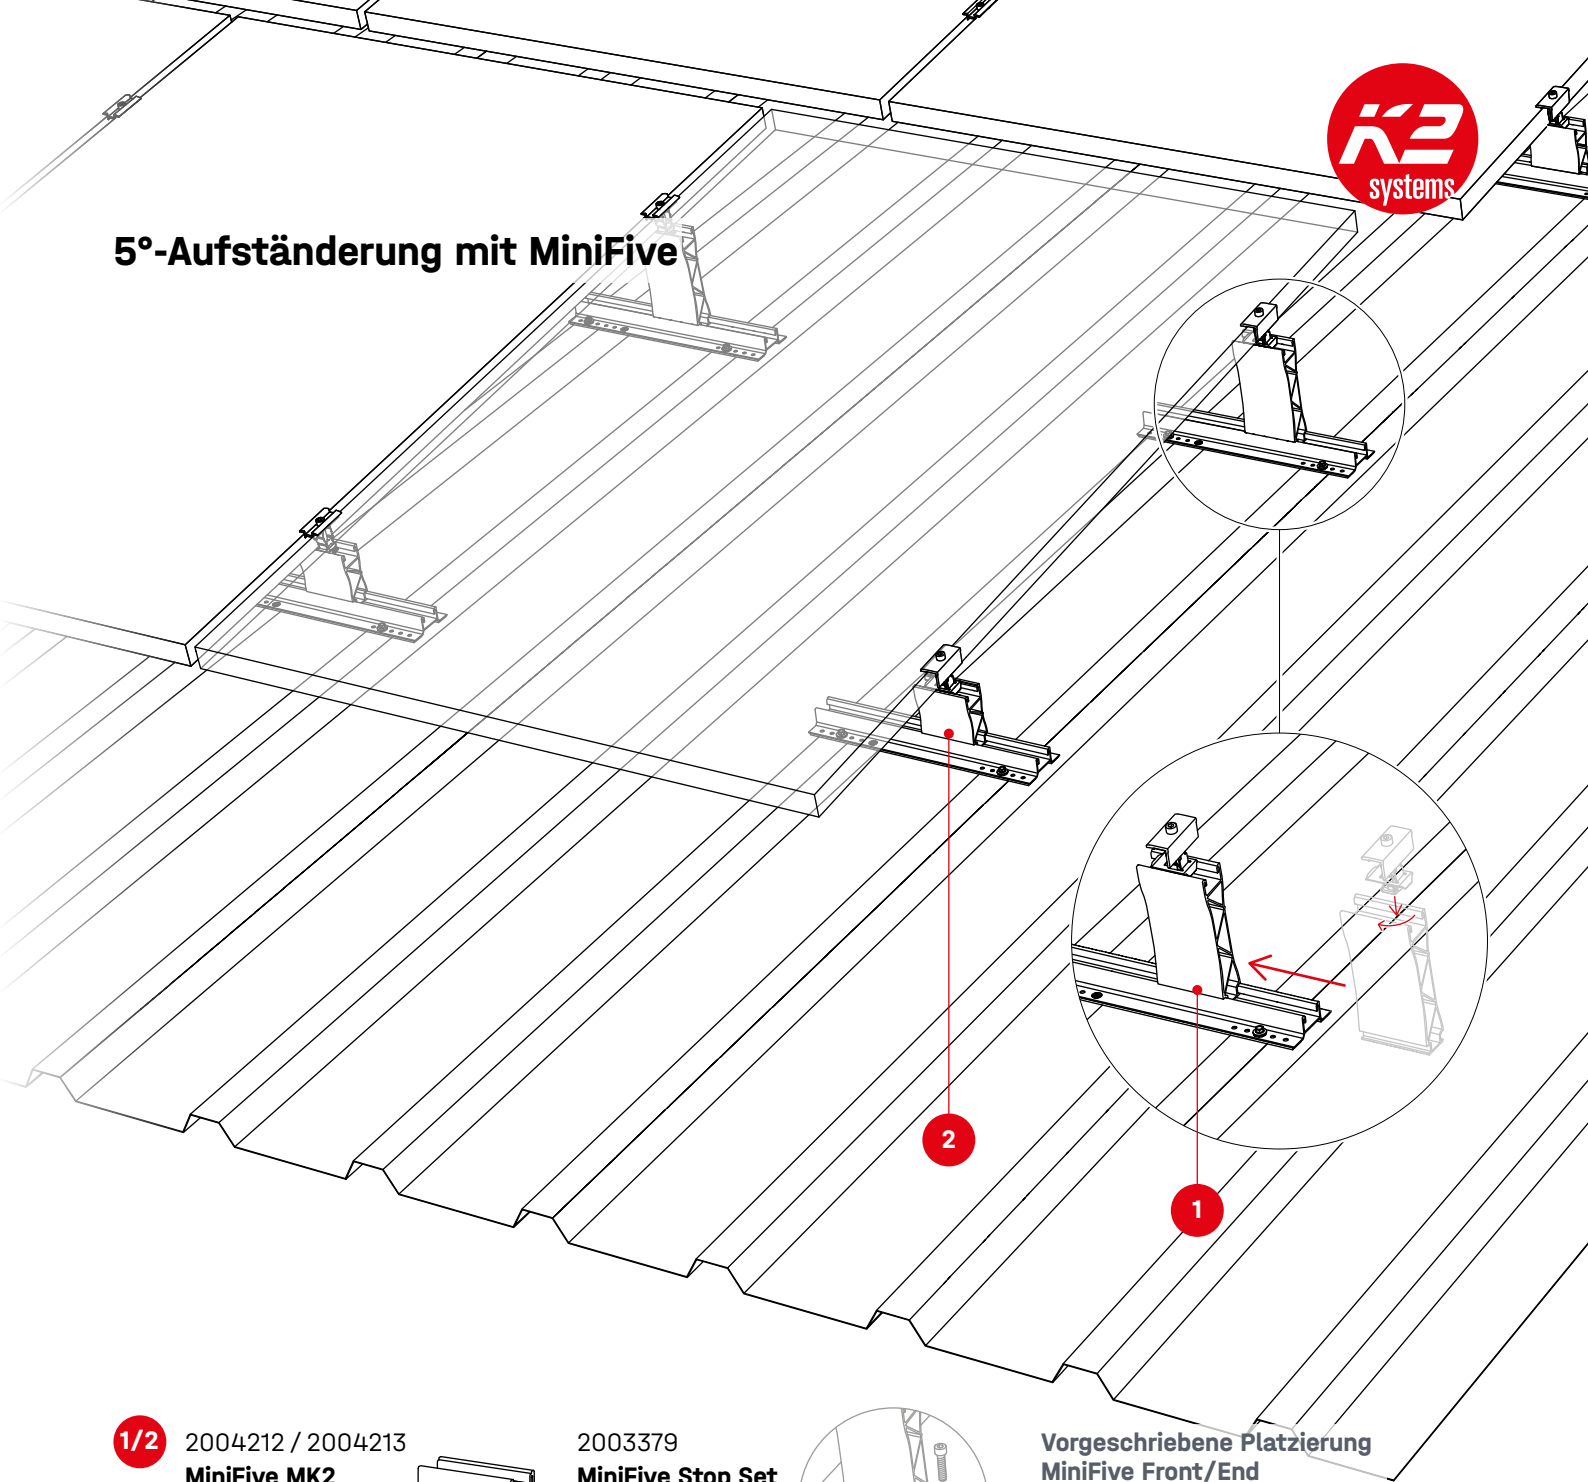 K2
systems
5°-Aufständerung mit MiniFive
2
1
1/2
2004212 / 2004213
MiniFive MK2
2003379
MiniFive Stop Set
Vorgeschriebene Platzierung
MiniFive Front/End